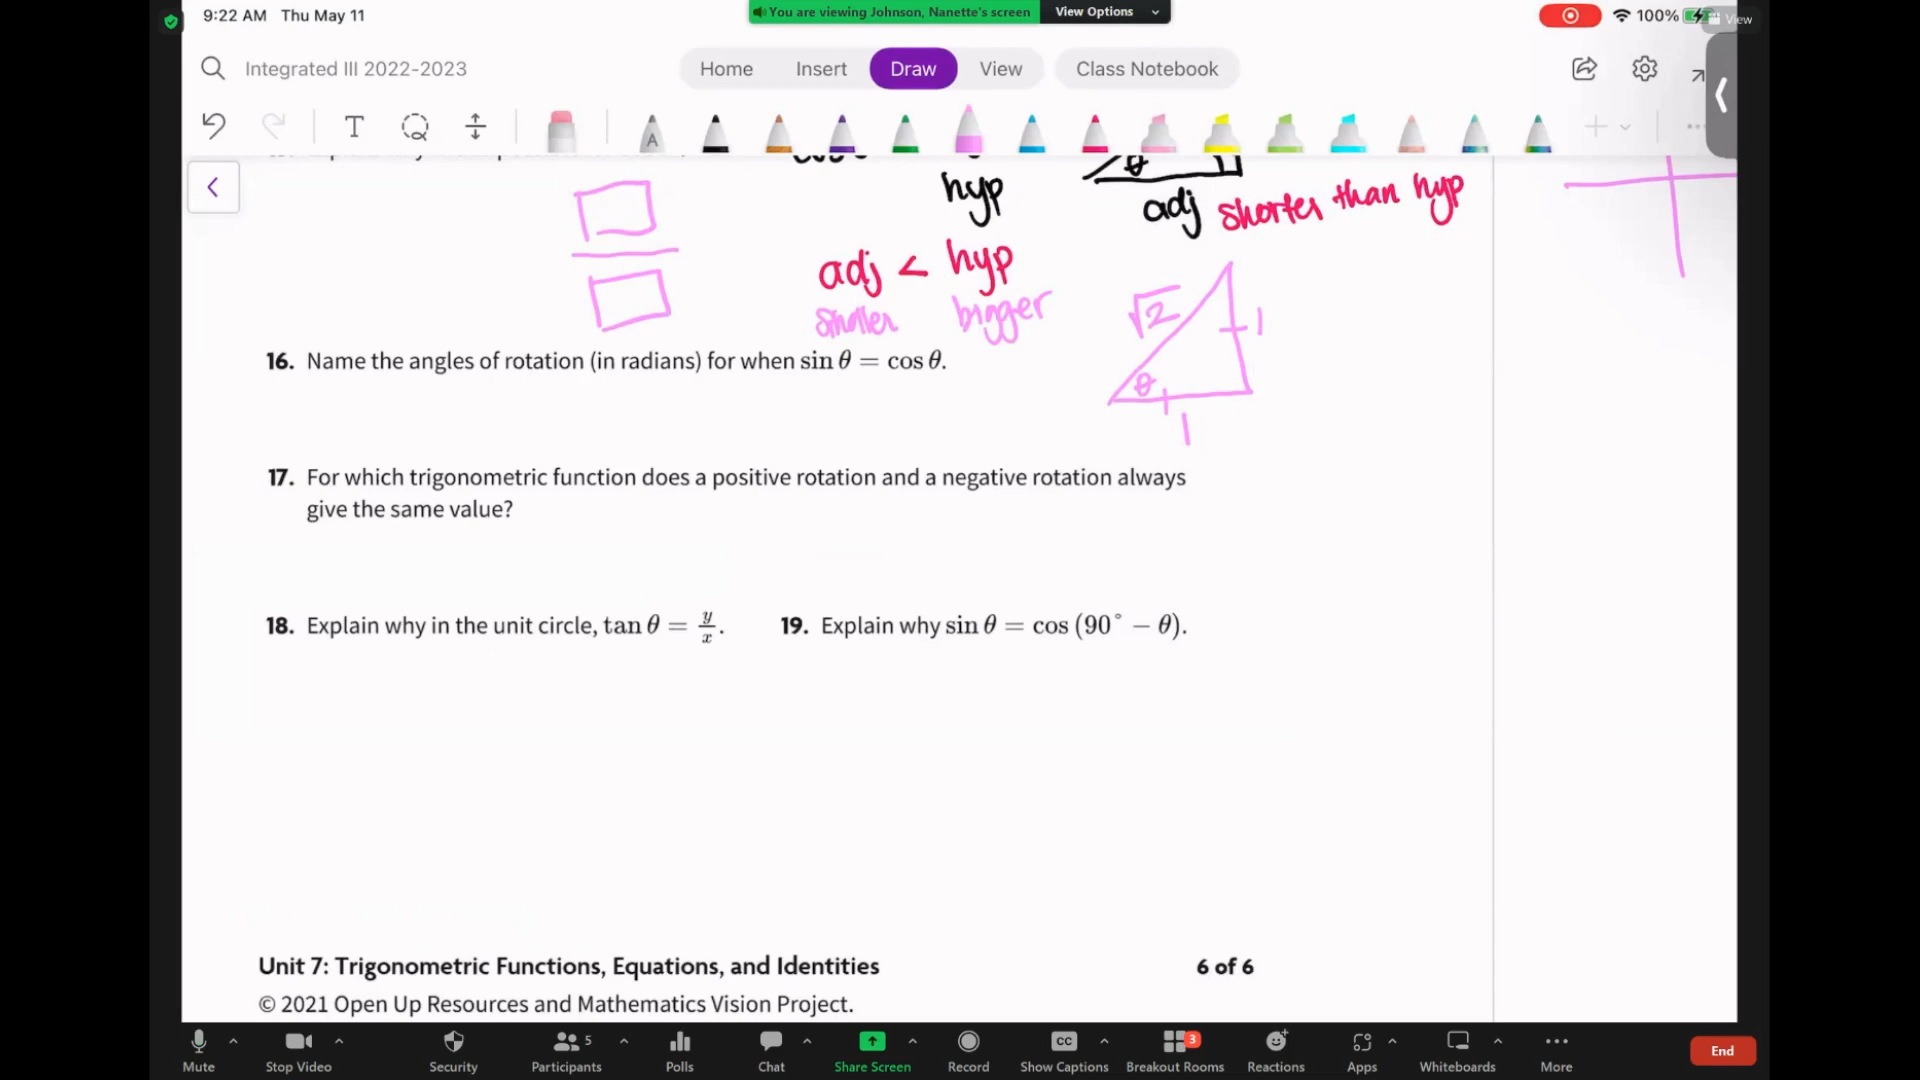 9:22 AM Thu May 11
You are viewing Johnson, Nanette's screen
View Options
100%
View
Integrated III 2022-2023
Home
Insert
Draw
View
Class Notebook
T
A
θ
hyp
adj shorter than hyp
adj < hyp
smaller bigger
√2
1
θ
1
16. Name the angles of rotation (in radians) for when sin θ = cos θ.
17. For which trigonometric function does a positive rotation and a negative rotation always
give the same value?
18. Explain why in the unit circle, tan θ = y/x.
19. Explain why sin θ = cos (90° − θ).
Unit 7: Trigonometric Functions, Equations, and Identities
6 of 6
© 2021 Open Up Resources and Mathematics Vision Project.
Mute
Stop Video
Security
5
Participants
Polls
Chat
Share Screen
Record
CC
Show Captions
3
Breakout Rooms
Reactions
Apps
Whiteboards
More
End